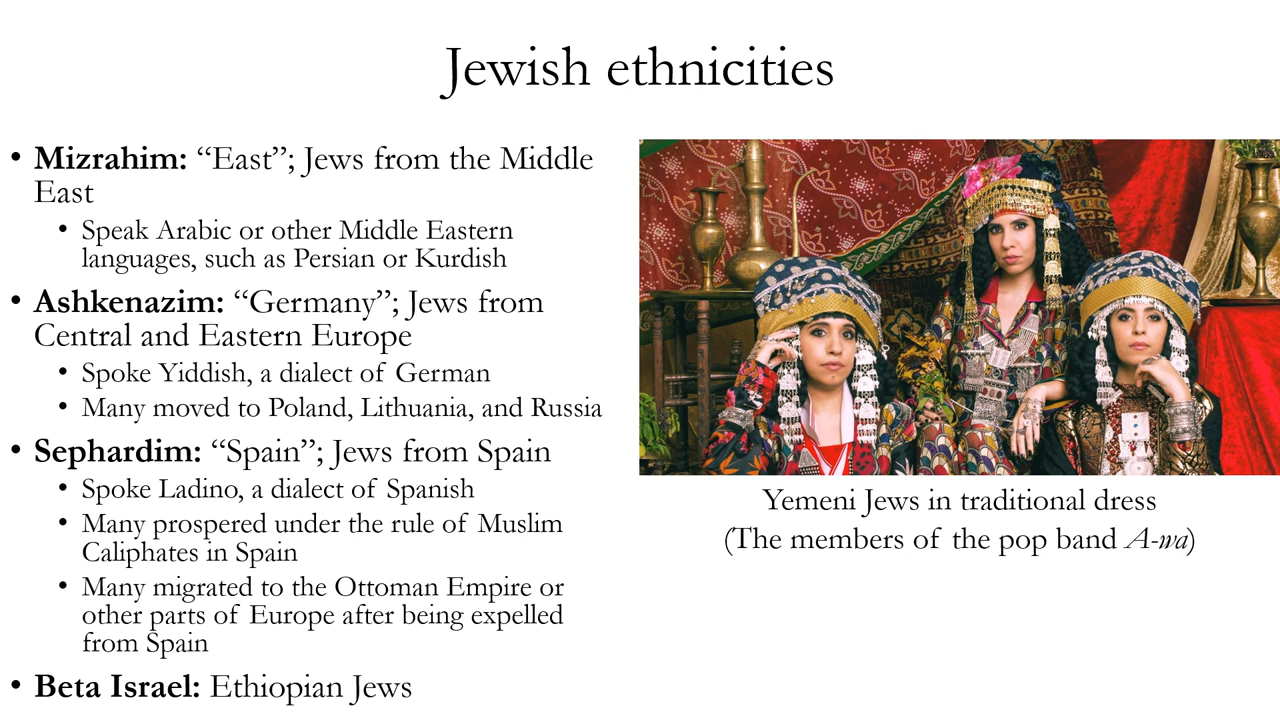 Jewish ethnicities
• Mizrahim: “East”; Jews from the Middle
East
• Speak Arabic or other Middle Eastern
languages, such as Persian or Kurdish
• Ashkenazim: “Germany”; Jews from
Central and Eastern Europe
• Spoke Yiddish, a dialect of German
• Many moved to Poland, Lithuania, and Russia
• Sephardim: “Spain”; Jews from Spain
• Spoke Ladino, a dialect of Spanish
• Many prospered under the rule of Muslim
Caliphates in Spain
• Many migrated to the Ottoman Empire or
other parts of Europe after being expelled
from Spain
• Beta Israel: Ethiopian Jews
Yemeni Jews in traditional dress
(The members of the pop band A-wa)